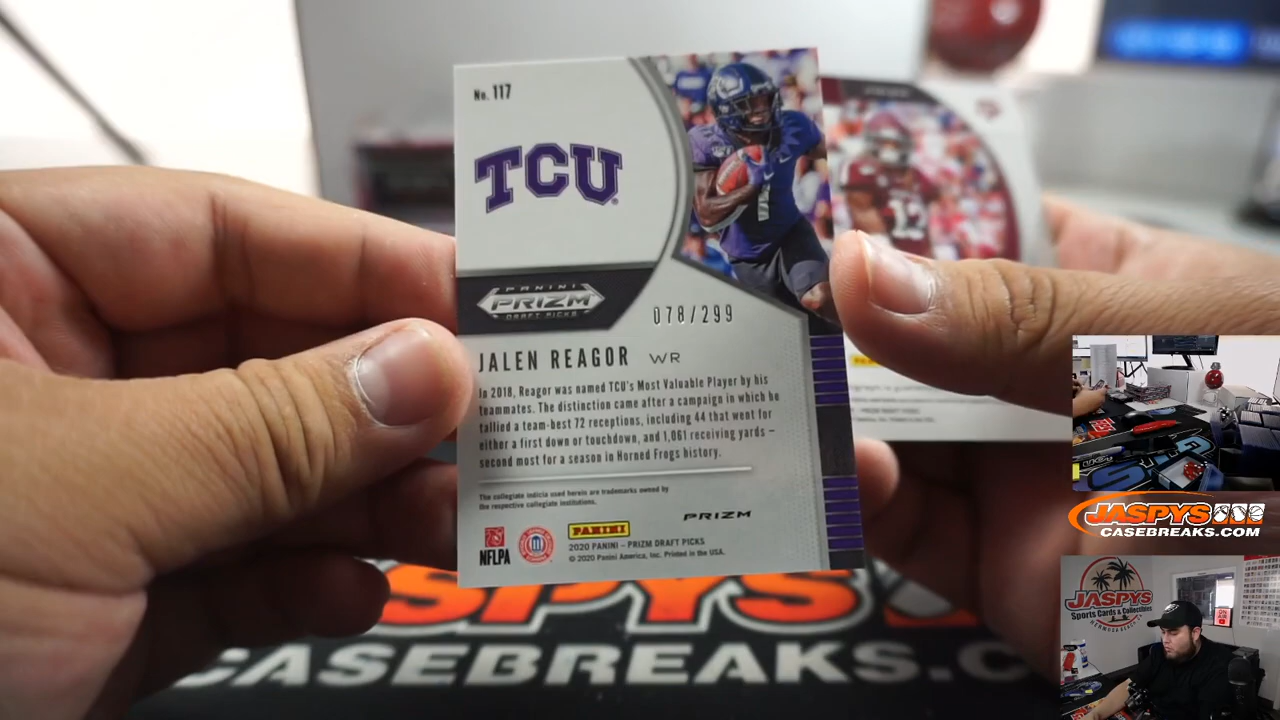 No. 117
TCU
PANINI
PRIZM
DRAFT PICKS
078/299
JALEN REAGOR WR
In 2018, Reagor was named TCU's Most Valuable Player by his
teammates. The distinction came after a campaign in which he
tallied a team-best 72 receptions, including 44 that went for
either a first down or touchdown, and 1,061 receiving yards –
second most for a season in Horned Frogs history.
The collegiate indicia used herein are trademarks owned by
the respective collegiate institutions.
NFLPA
PANINI
PRIZM
2020 PANINI – PRIZM DRAFT PICKS
© 2020 Panini America, Inc. Printed in the USA.
12
JASPYS
CASEBREAKS.C
JASPYS
CASEBREAKS.COM
JASPYS
Sports Cards & Collectibles
HERMOSA BEACH, CA